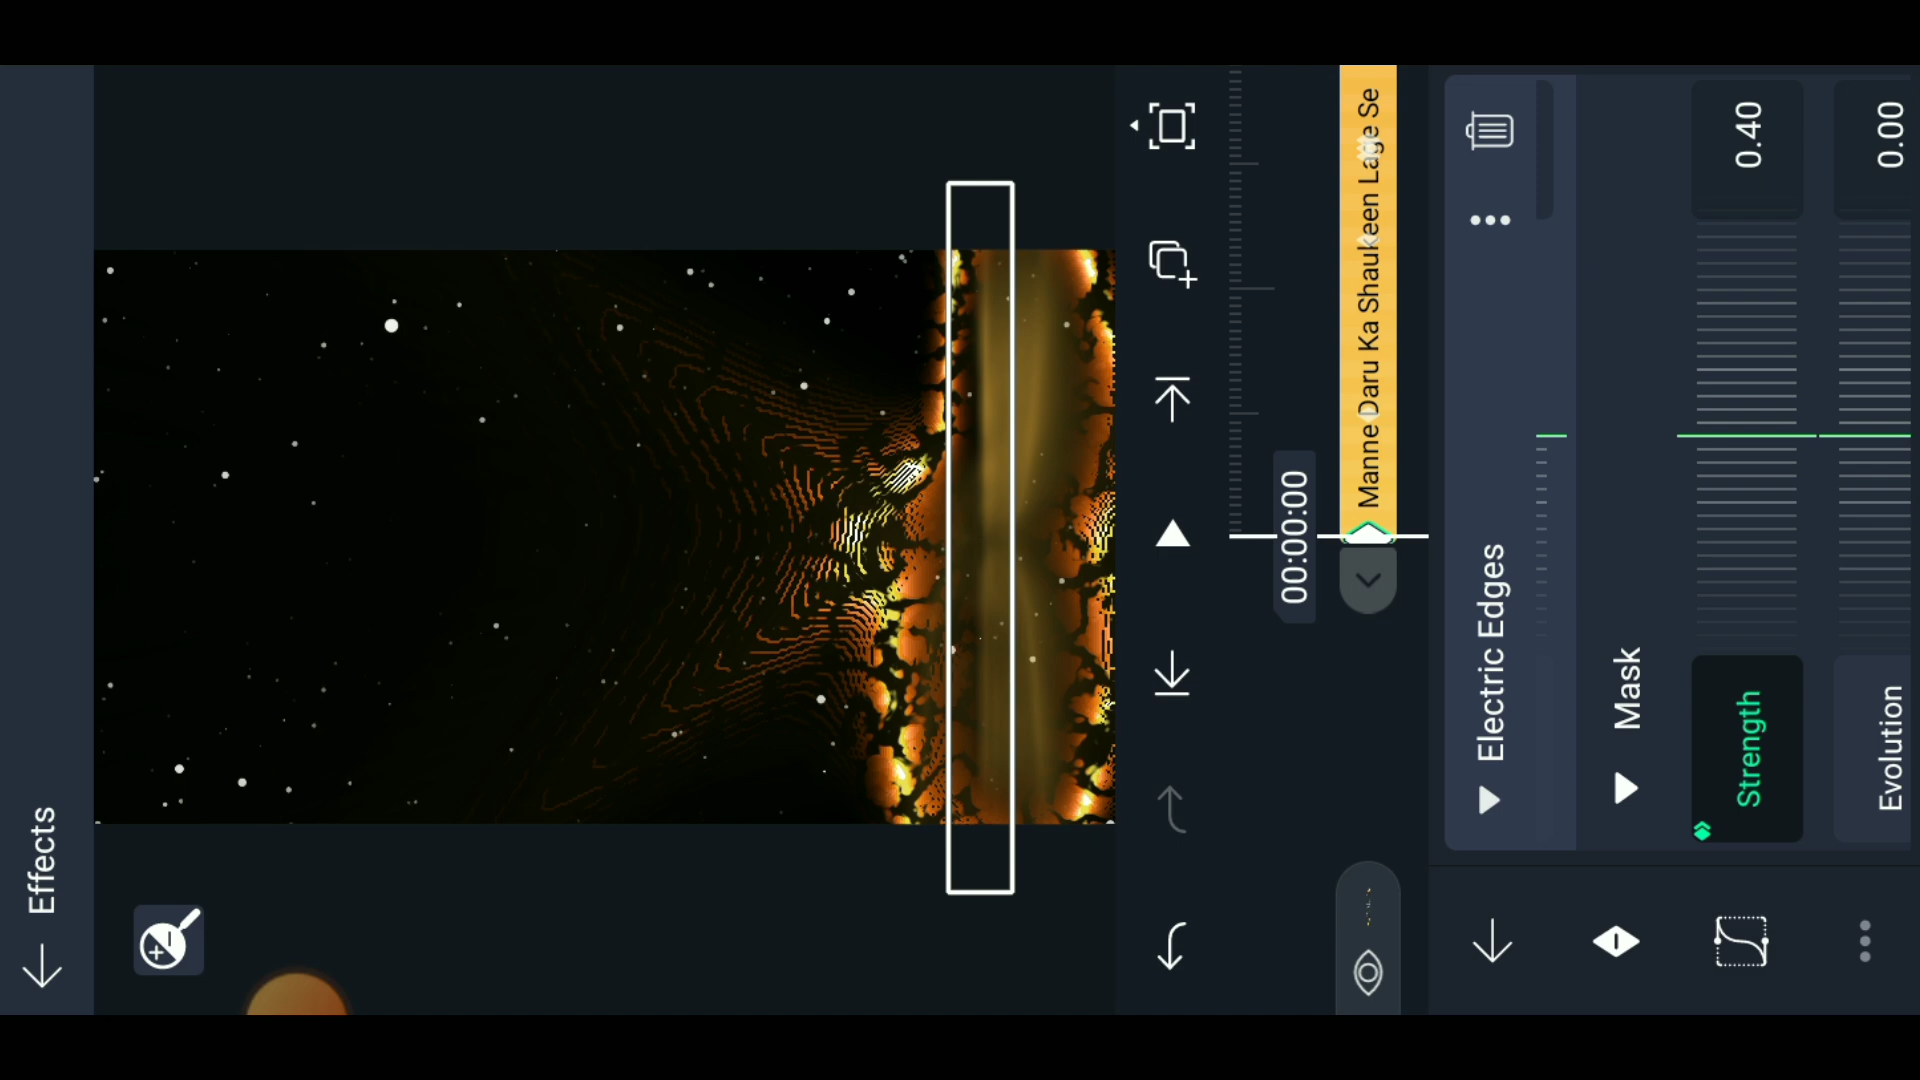 Effects
00:00:00
Manne Daru Ka Shaukeen Lage Se
Electric Edges
Mask
Strength
0.40
Evolution
0.00